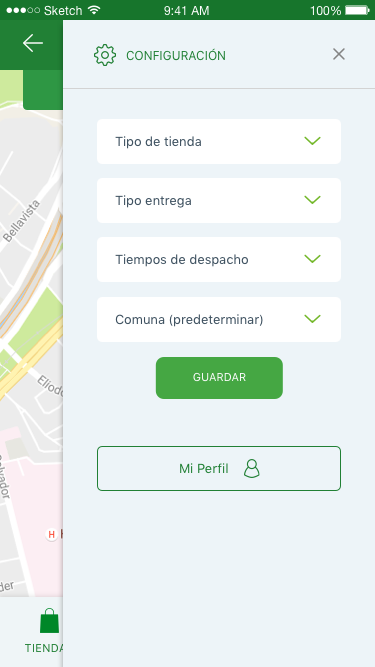 Sketch 9:41 AM 100%
CONFIGURACIÓN
Tipo de tienda
Tipo entrega
Bellavista
Tiempos de despacho
Comuna (predeterminar)
GUARDAR
Eliodo
Mi Perfil
Salvador
H
der
TIENDA